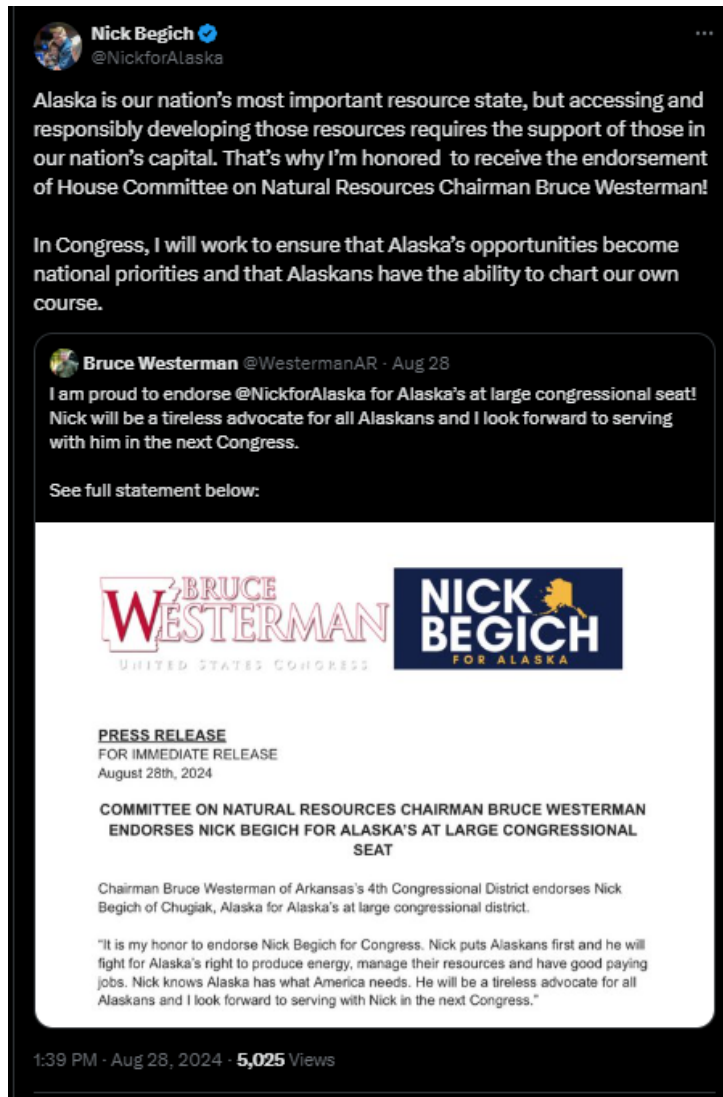 Nick Begich
@NickforAlaska
Alaska is our nation's most important resource state, but accessing and
responsibly developing those resources requires the support of those in
our nation's capital. That's why I'm honored  to receive the endorsement
of House Committee on Natural Resources Chairman Bruce Westerman!
In Congress, I will work to ensure that Alaska's opportunities become
national priorities and that Alaskans have the ability to chart our own
course.
Bruce Westerman @WestermanAR · Aug 28
I am proud to endorse @NickforAlaska for Alaska's at large congressional seat!
Nick will be a tireless advocate for all Alaskans and I look forward to serving
with him in the next Congress.
See full statement below:
BRUCE
WESTERMAN
UNITED STATES CONGRESS
NICK
BEGICH
FOR ALASKA
PRESS RELEASE
FOR IMMEDIATE RELEASE
August 28th, 2024
COMMITTEE ON NATURAL RESOURCES CHAIRMAN BRUCE WESTERMAN
ENDORSES NICK BEGICH FOR ALASKA'S AT LARGE CONGRESSIONAL
SEAT
Chairman Bruce Westerman of Arkansas's 4th Congressional District endorses Nick
Begich of Chugiak, Alaska for Alaska's at large congressional district.
"It is my honor to endorse Nick Begich for Congress. Nick puts Alaskans first and he will
fight for Alaska's right to produce energy, manage their resources and have good paying
jobs. Nick knows Alaska has what America needs. He will be a tireless advocate for all
Alaskans and I look forward to serving with Nick in the next Congress."
1:39 PM · Aug 28, 2024 · 5,025 Views